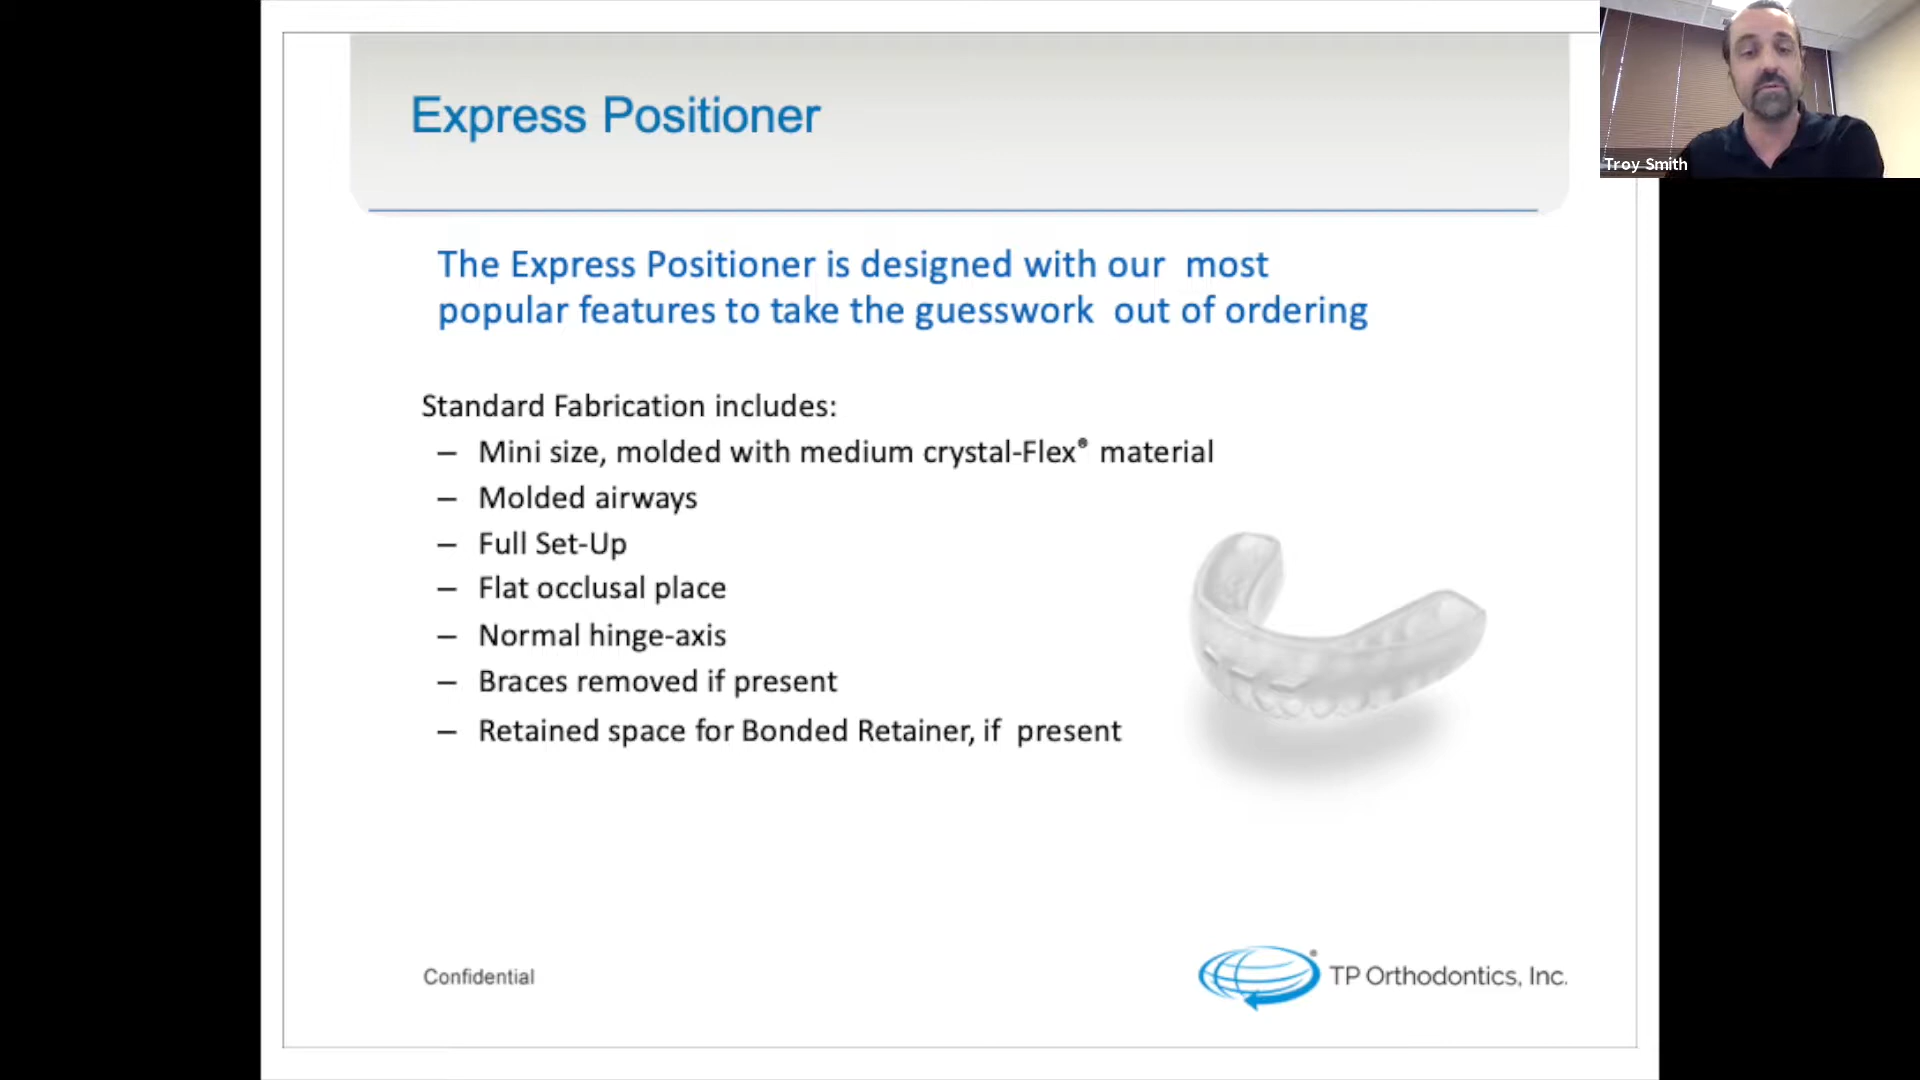 Express Positioner
Troy Smith
The Express Positioner is designed with our most
popular features to take the guesswork out of ordering
Standard Fabrication includes:
– Mini size, molded with medium crystal-Flex® material
– Molded airways
– Full Set-Up
– Flat occlusal place
– Normal hinge-axis
– Braces removed if present
– Retained space for Bonded Retainer, if present
Confidential
® TP Orthodontics, Inc.